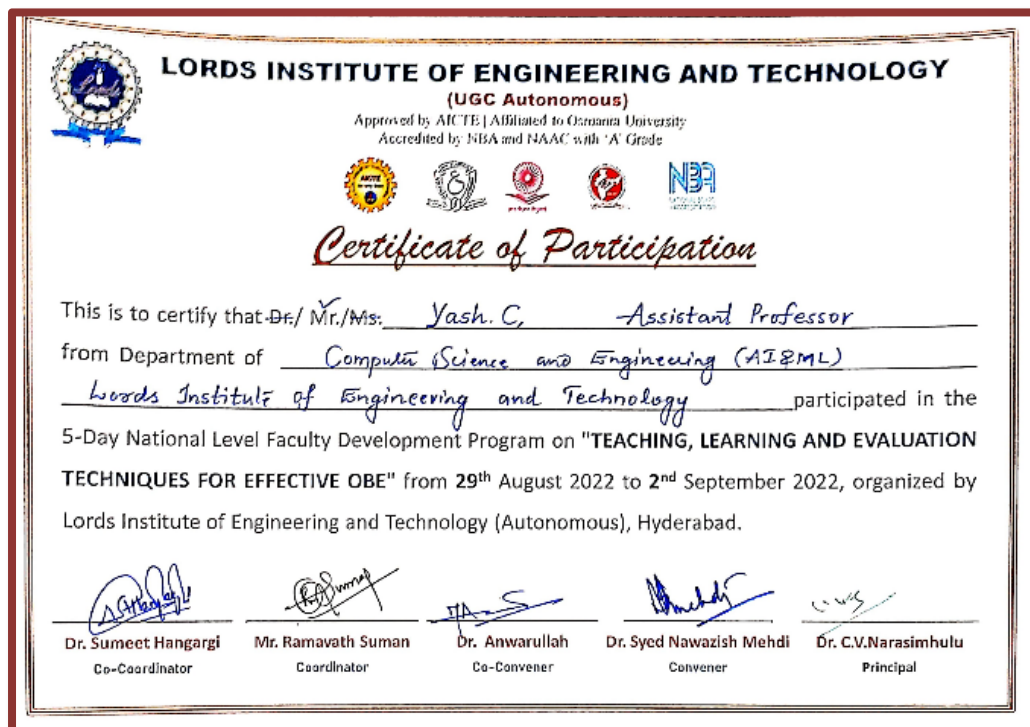 LORDS INSTITUTE OF ENGINEERING AND TECHNOLOGY
(UGC Autonomous)
Approved by AICTE | Affiliated to Osmania University
Accredited by NBA and NAAC with 'A' Grade
Lords
AICTE
NBA
Certificate of Participation
This is to certify that Dr./ Mr./Ms. Yash. C, Assistant Professor
from Department of Computer Science and Engineering (AI&ML)
Lords Institute of Engineering and Technology participated in the
5-Day National Level Faculty Development Program on "TEACHING, LEARNING AND EVALUATION
TECHNIQUES FOR EFFECTIVE OBE" from 29th August 2022 to 2nd September 2022, organized by
Lords Institute of Engineering and Technology (Autonomous), Hyderabad.
Dr. Sumeet Hangargi Mr. Ramavath Suman Dr. Anwarullah Dr. Syed Nawazish Mehdi Dr. C.V.Narasimhulu
Co-Coordinator Coordinator Co-Convener Convener Principal